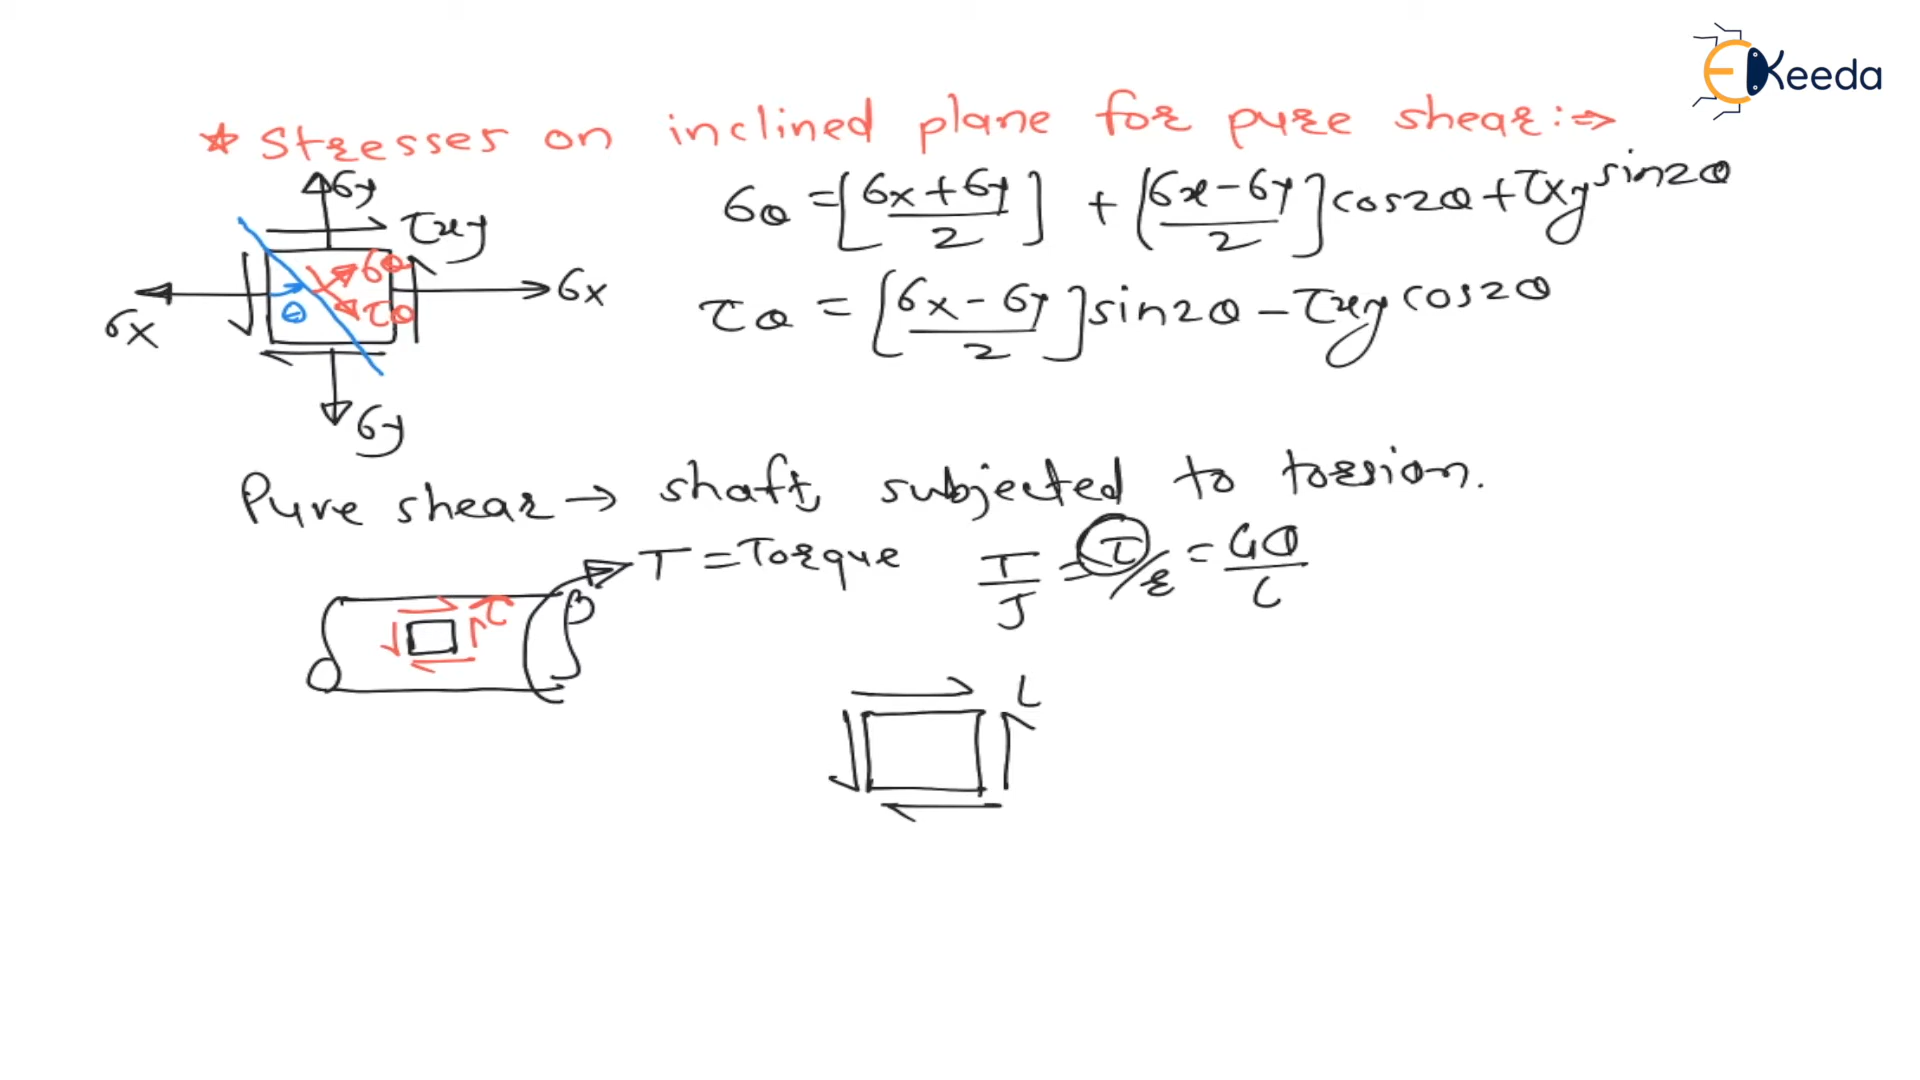 EKeeda
* Stresses on inclined plane for pure shear:⇒
σy
τxy
σθ
σx
θ
τθ
σx
σy
σθ = [σx + σy / 2] + [σx - σy / 2] cos2θ + τxy sin2θ
τθ = [σx - σy / 2] sin2θ - τxy cos2θ
Pure shear → shaft, subjected to torsion.
T = Torque T/J = τ/r = Gθ/L
τ
τ